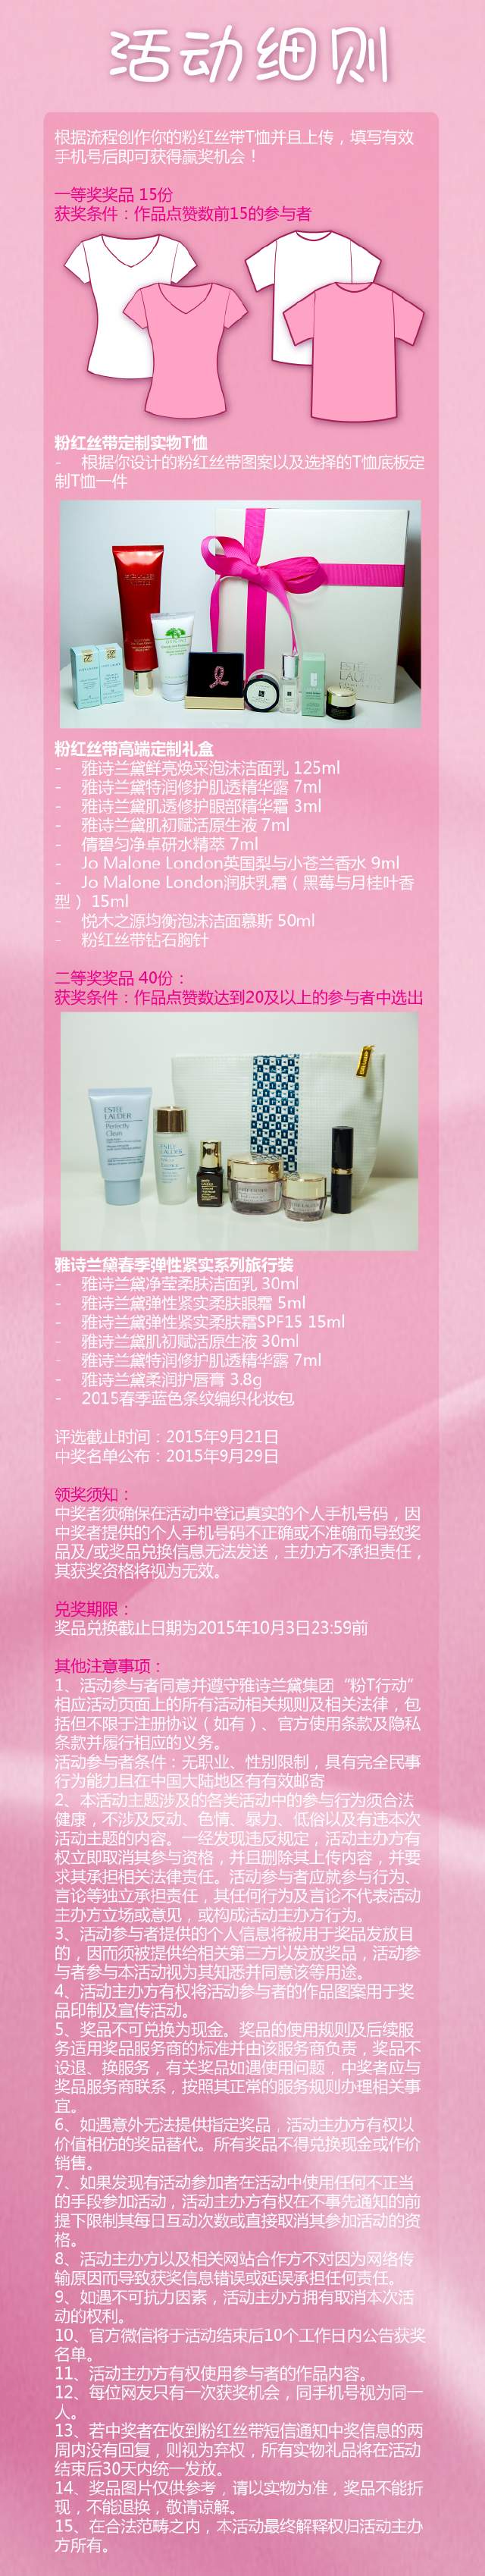 活动细则
根据流程创作你的粉红丝带T恤并且上传，填写有效
手机号后即可获得赢奖机会！
一等奖奖品 15份
获奖条件：作品点赞数前15的参与者
粉红丝带定制实物T恤
- 根据你设计的粉红丝带图案以及选择的T恤底板定
制T恤一件
ESTĒE
LAUDER
粉红丝带高端定制礼盒
- 雅诗兰黛鲜亮焕采泡沫洁面乳 125ml
- 雅诗兰黛特润修护肌透精华露 7ml
- 雅诗兰黛肌透修护眼部精华霜 3ml
- 雅诗兰黛肌初赋活原生液 7ml
- 倩碧匀净卓研水精萃 7ml
- Jo Malone London英国梨与小苍兰香水 9ml
- Jo Malone London润肤乳霜（黑莓与月桂叶香
型）15ml
- 悦木之源均衡泡沫洁面慕斯 50ml
- 粉红丝带钻石胸针
二等奖奖品 40份：
获奖条件：作品点赞数达到20及以上的参与者中选出
ESTĒE
LAUDER
Perfectly
Clean
雅诗兰黛春季弹性紧实系列旅行装
- 雅诗兰黛净莹柔肤洁面乳 30ml
- 雅诗兰黛弹性紧实柔肤眼霜 5ml
- 雅诗兰黛弹性紧实柔肤霜SPF15 15ml
- 雅诗兰黛肌初赋活原生液 30ml
- 雅诗兰黛特润修护肌透精华露 7ml
- 雅诗兰黛柔润护唇膏 3.8g
- 2015春季蓝色条纹编织化妆包
评选截止时间：2015年9月21日
中奖名单公布：2015年9月29日
领奖须知：
中奖者须确保在活动中登记真实的个人手机号码，因
中奖者提供的个人手机号码不正确或不准确而导致奖
品及/或奖品兑换信息无法发送，主办方不承担责任，
其获奖资格将视为无效。
兑奖期限：
奖品兑换截止日期为2015年10月3日23:59前
其他注意事项：
1、活动参与者同意并遵守雅诗兰黛集团“粉T行动”
相应活动页面上的所有活动相关规则及相关法律，包
括但不限于注册协议（如有）、官方使用条款及隐私
条款并履行相应的义务。
活动参与者条件：无职业、性别限制，具有完全民事
行为能力且在中国大陆地区有有效邮寄
2、本活动主题涉及的各类活动中的参与行为须合法
健康，不涉及反动、色情、暴力、低俗以及有违本次
活动主题的内容。一经发现违反规定，活动主办方有
权立即取消其参与资格，并且删除其上传内容，并要
求其承担相关法律责任。活动参与者应就参与行为、
言论等独立承担责任，其任何行为及言论不代表活动
主办方立场或意见，或构成活动主办方行为。
3、活动参与者提供的个人信息将被用于奖品发放目
的，因而须被提供给相关第三方以发放奖品，活动参
与者参与本活动视为其知悉并同意该等用途。
4、活动主办方有权将活动参与者的作品图案用于奖
品印制及宣传活动。
5、奖品不可兑换为现金。奖品的使用规则及后续服
务适用奖品服务商的标准并由该服务商负责，奖品不
设退、换服务，有关奖品如遇使用问题，中奖者应与
奖品服务商联系，按照其正常的服务规则办理相关事
宜。
6、如遇意外无法提供指定奖品，活动主办方有权以
价值相仿的奖品替代。所有奖品不得兑换现金或作价
销售。
7、如果发现有活动参加者在活动中使用任何不正当
的手段参加活动，活动主办方有权在不事先通知的前
提下限制其每日互动次数或直接取消其参加活动的资
格。
8、活动主办方以及相关网站合作方不对因为网络传
输原因而导致获奖信息错误或延误承担任何责任。
9、如遇不可抗力因素，活动主办方拥有取消本次活
动的权利。
10、官方微信将于活动结束后10个工作日内公告获奖
名单。
11、活动主办方有权使用参与者的作品内容。
12、每位网友只有一次获奖机会，同手机号视为同一
人。
13、若中奖者在收到粉红丝带短信通知中奖信息的两
周内没有回复，则视为弃权，所有实物礼品将在活动
结束后30天内统一发放。
14、奖品图片仅供参考，请以实物为准，奖品不能折
现，不能退换，敬请谅解。
15、在合法范畴之内，本活动最终解释权归活动主办
方所有。